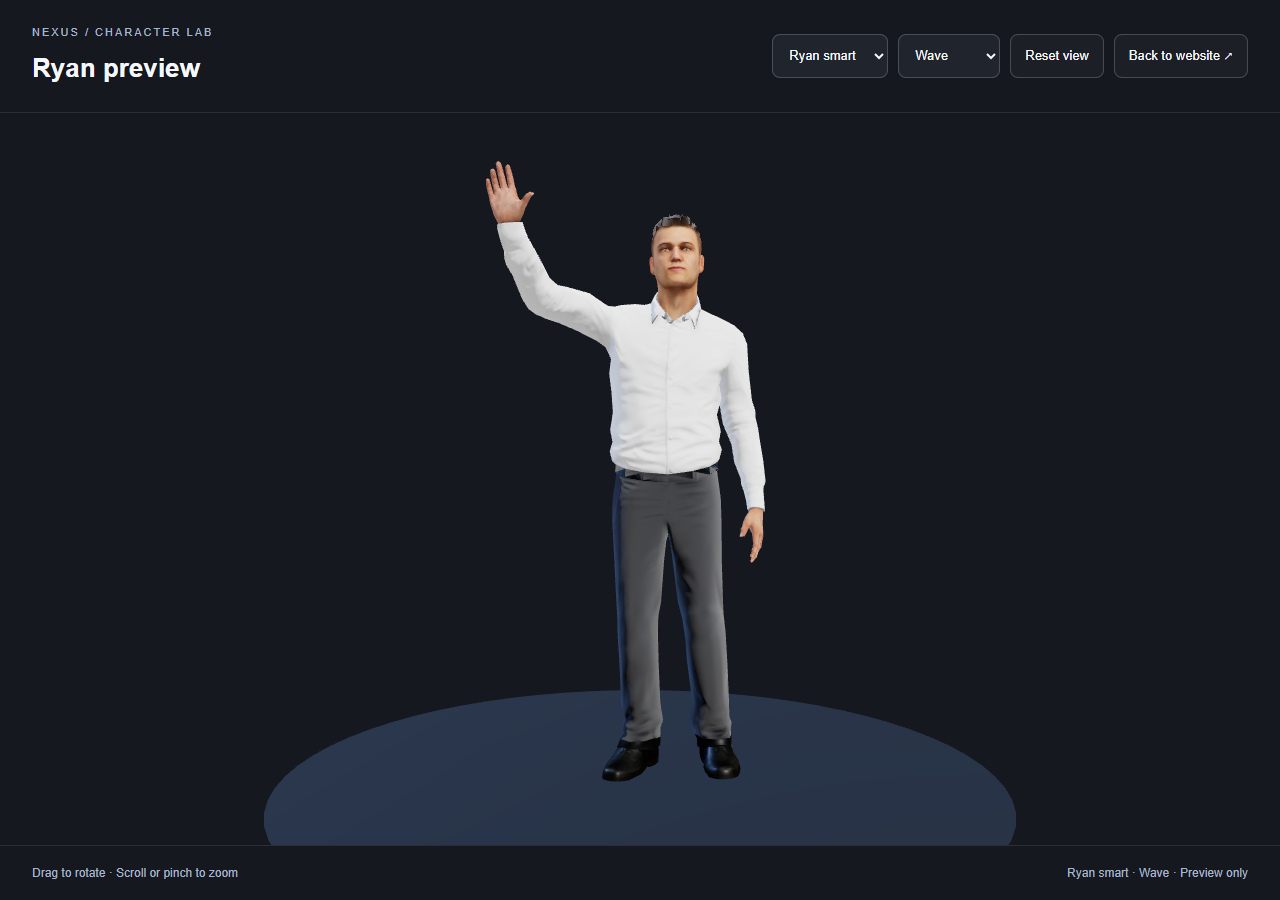 NEXUS / CHARACTER LAB
Ryan preview
Ryan smart
Wave
Reset view
Back to website ↗
Drag to rotate · Scroll or pinch to zoom
Ryan smart · Wave · Preview only